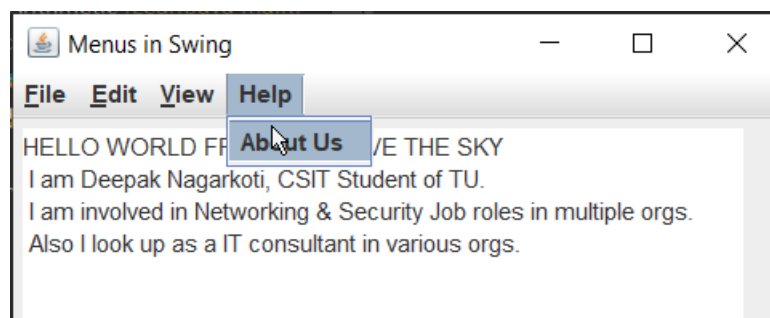 Menus in Swing
File Edit View Help
About Us
HELLO WORLD VE THE SKY
I am Deepak Nagarkoti, CSIT Student of TU.
I am involved in Networking & Security Job roles in multiple orgs.
Also I look up as a IT consultant in various orgs.